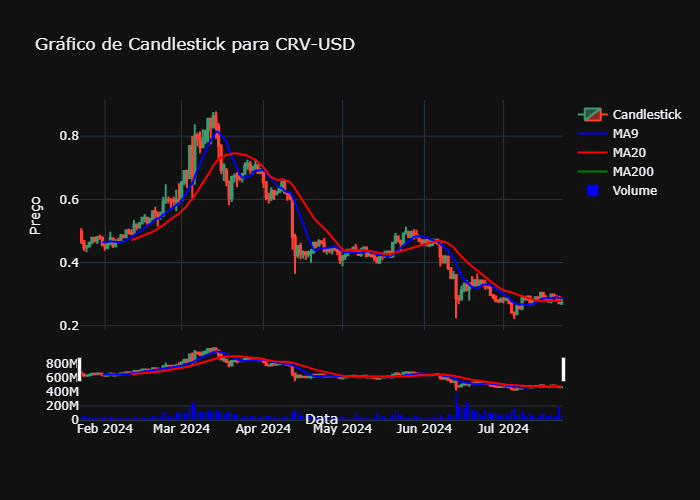 Gráfico de Candlestick para CRV-USD
Candlestick
MA9
MA20
MA200
Volume
Preço
0.8
0.6
0.4
0.2
800M
600M
400M
200M
0
Data
Feb 2024 Mar 2024 Apr 2024 May 2024 Jun 2024 Jul 2024